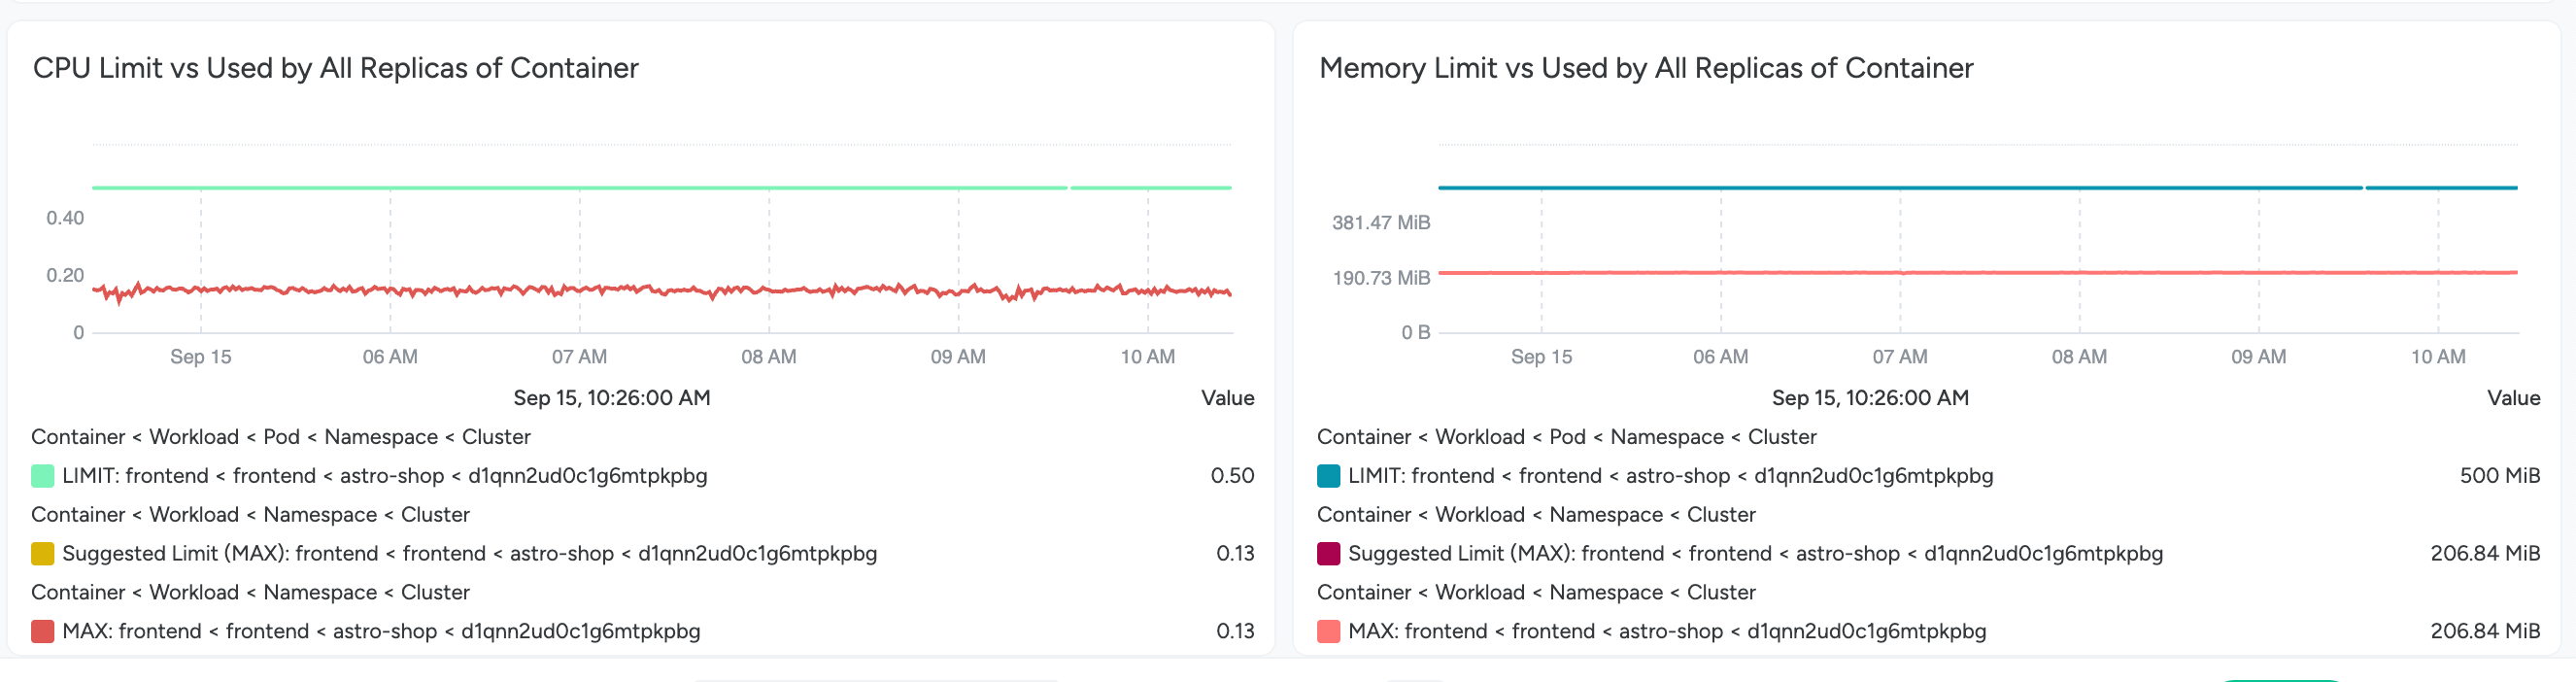 CPU Limit vs Used by All Replicas of Container
0.40
0.20
0
Sep 15 06 AM 07 AM 08 AM 09 AM 10 AM
Sep 15, 10:26:00 AM Value
Container < Workload < Pod < Namespace < Cluster
LIMIT: frontend < frontend < astro-shop < d1qnn2ud0c1g6mtpkpbg 0.50
Container < Workload < Namespace < Cluster
Suggested Limit (MAX): frontend < frontend < astro-shop < d1qnn2ud0c1g6mtpkpbg 0.13
Container < Workload < Namespace < Cluster
MAX: frontend < frontend < astro-shop < d1qnn2ud0c1g6mtpkpbg 0.13
Memory Limit vs Used by All Replicas of Container
381.47 MiB
190.73 MiB
0 B
Sep 15 06 AM 07 AM 08 AM 09 AM 10 AM
Sep 15, 10:26:00 AM Value
Container < Workload < Pod < Namespace < Cluster
LIMIT: frontend < frontend < astro-shop < d1qnn2ud0c1g6mtpkpbg 500 MiB
Container < Workload < Namespace < Cluster
Suggested Limit (MAX): frontend < frontend < astro-shop < d1qnn2ud0c1g6mtpkpbg 206.84 MiB
Container < Workload < Namespace < Cluster
MAX: frontend < frontend < astro-shop < d1qnn2ud0c1g6mtpkpbg 206.84 MiB